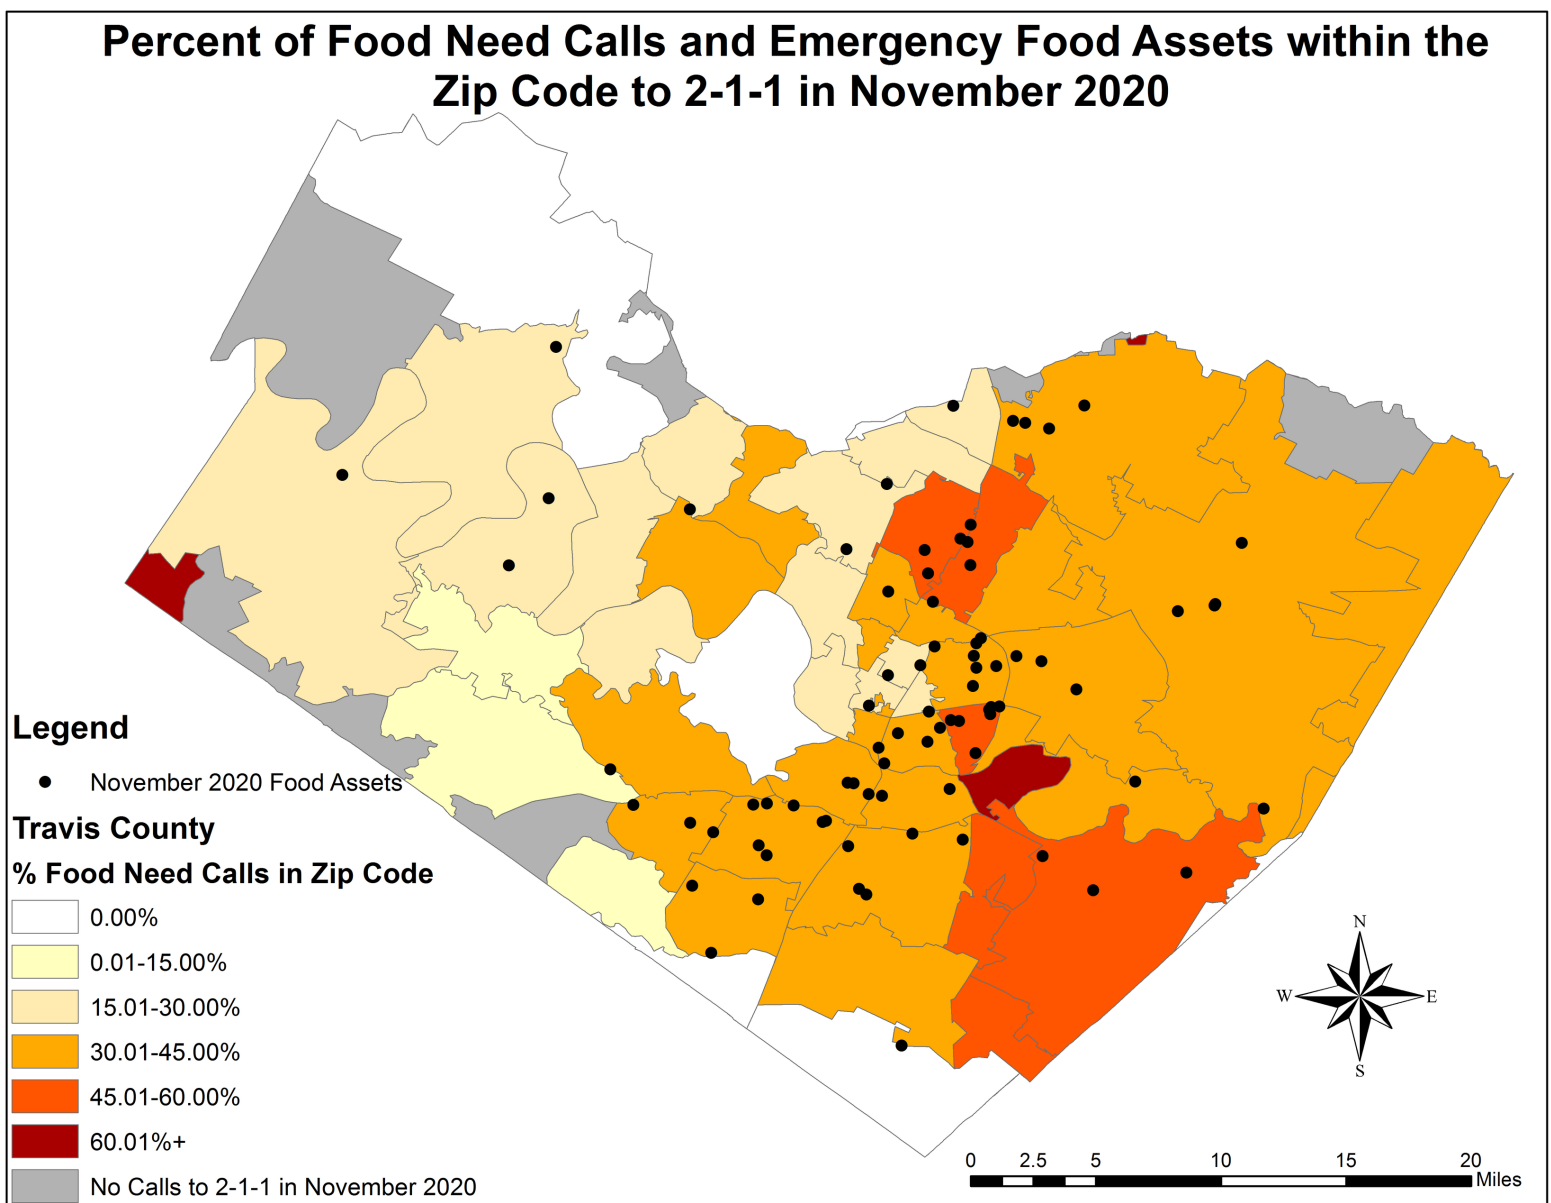 Percent of Food Need Calls and Emergency Food Assets within the
Zip Code to 2-1-1 in November 2020
Legend
November 2020 Food Assets
Travis County
% Food Need Calls in Zip Code
0.00%
0.01-15.00%
15.01-30.00%
30.01-45.00%
45.01-60.00%
60.01%+
No Calls to 2-1-1 in November 2020
N
W E
S
0 2.5 5 10 15 20
Miles